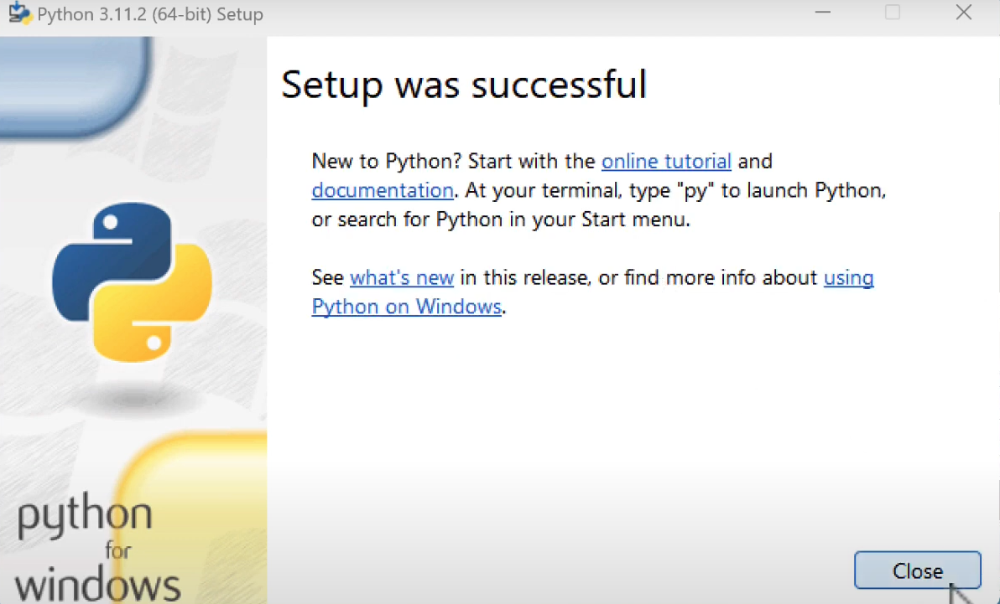 Python 3.11.2 (64-bit) Setup
Setup was successful
New to Python? Start with the online tutorial and
documentation. At your terminal, type "py" to launch Python,
or search for Python in your Start menu.
See what's new in this release, or find more info about using
Python on Windows.
python
for
windows
Close